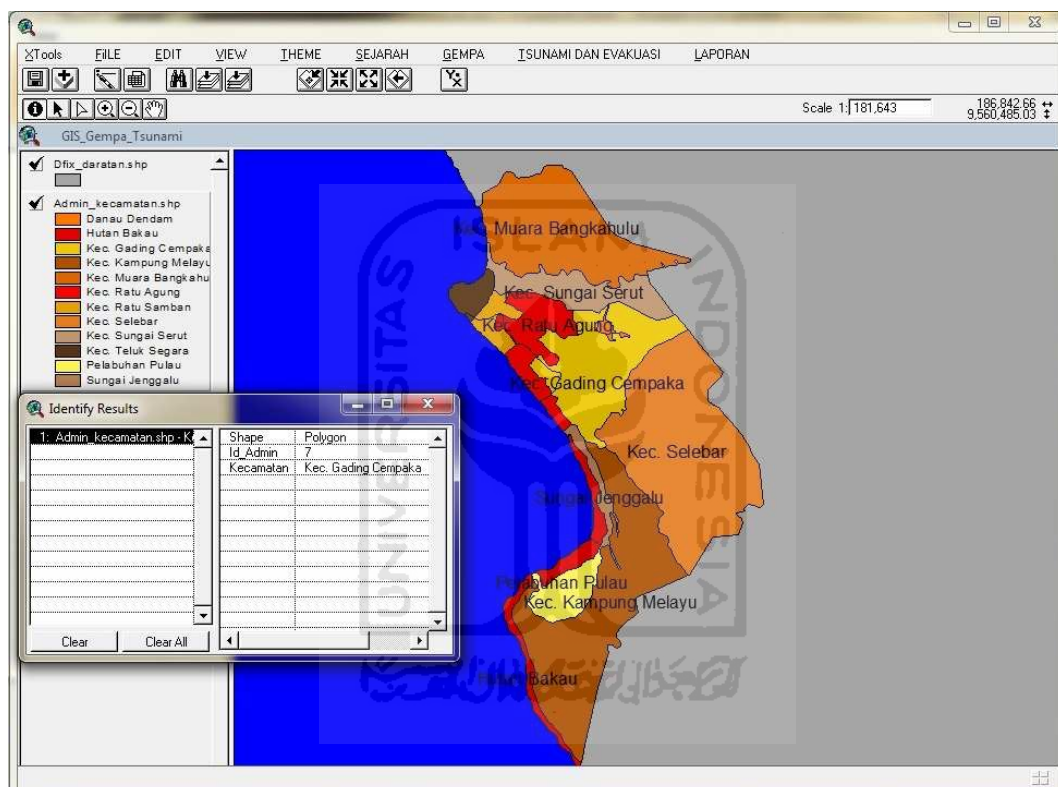 XTools FiILE EDIT VIEW THEME SEJARAH GEMPA TSUNAMI DAN EVAKUASI LAPORAN
Scale 1: 181,643
186,842.66
9,560,485.03
GIS_Gempa_Tsunami
Dfix_daratan.shp
Admin_kecamatan.shp
Danau Dendam
Hutan Bakau
Kec. Gading Cempaka
Kec. Kampung Melayu
Kec. Muara Bangkahu
Kec. Ratu Agung
Kec. Ratu Samban
Kec. Selebar
Kec. Sungai Serut
Kec. Teluk Segara
Pelabuhan Pulau
Sungai Jenggalu
Kec. Muara Bangkahulu
Kec. Sungai Serut
Kec. Ratu Agung
Kec. Gading Cempaka
Kec. Selebar
Sungai Jenggalu
Pelabuhan Pulau
Kec. Kampung Melayu
Hutan Bakau
Identify Results
1: Admin_kecamatan.shp - K
Shape Polygon
Id_Admin 7
Kecamatan Kec. Gading Cempaka
Clear Clear All
UNIVERSITAS
ISLAM
INDONESIA